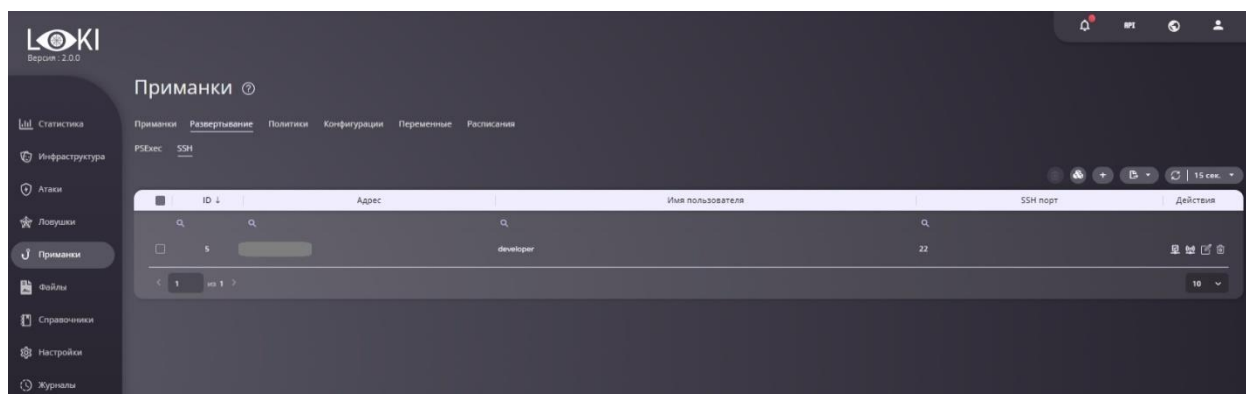 LOKI
Версия : 2.0.0
API
Приманки
Приманки Развертывание Политики Конфигурации Переменные Расписания
PSExec SSH
Статистика
Инфраструктура
Атаки
Ловушки
Приманки
Файлы
Справочники
Настройки
Журналы
15 сек.
ID ↓ Адрес Имя пользователя SSH порт Действия
5 developer 22
1 из 1
10